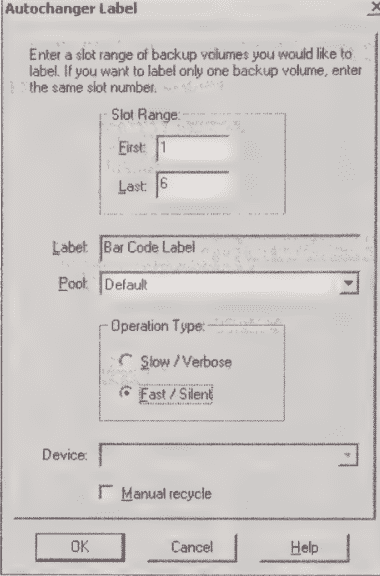 Autochanger Label
Enter a slot range of backup volumes you would like to
label. If you want to label only one backup volume, enter
the same slot number.
Slot Range:
First: 1
Last: 6
Label: Bar Code Label
Pool: Default
Operation Type:
Slow / Verbose
Fast / Silent
Device:
Manual recycle
OK Cancel Help